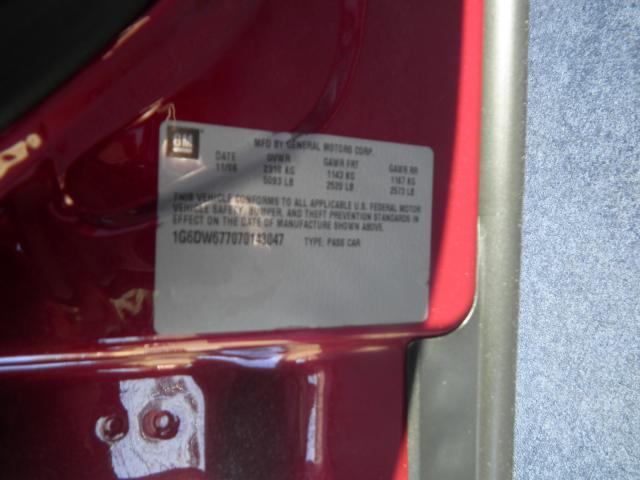 GM
MFD BY GENERAL MOTORS CORP.
DATE GVWR GAWR FRT GAWR RR
11/06 2310 KG 1143 KG 1167 KG
5093 LB 2520 LB 2573 LB
THIS VEHICLE CONFORMS TO ALL APPLICABLE U.S. FEDERAL MOTOR
VEHICLE SAFETY, BUMPER, AND THEFT PREVENTION STANDARDS
IN EFFECT ON THE DATE OF MANUFACTURE SHOWN ABOVE.
1G6DW677070143047 TYPE: PASS CAR